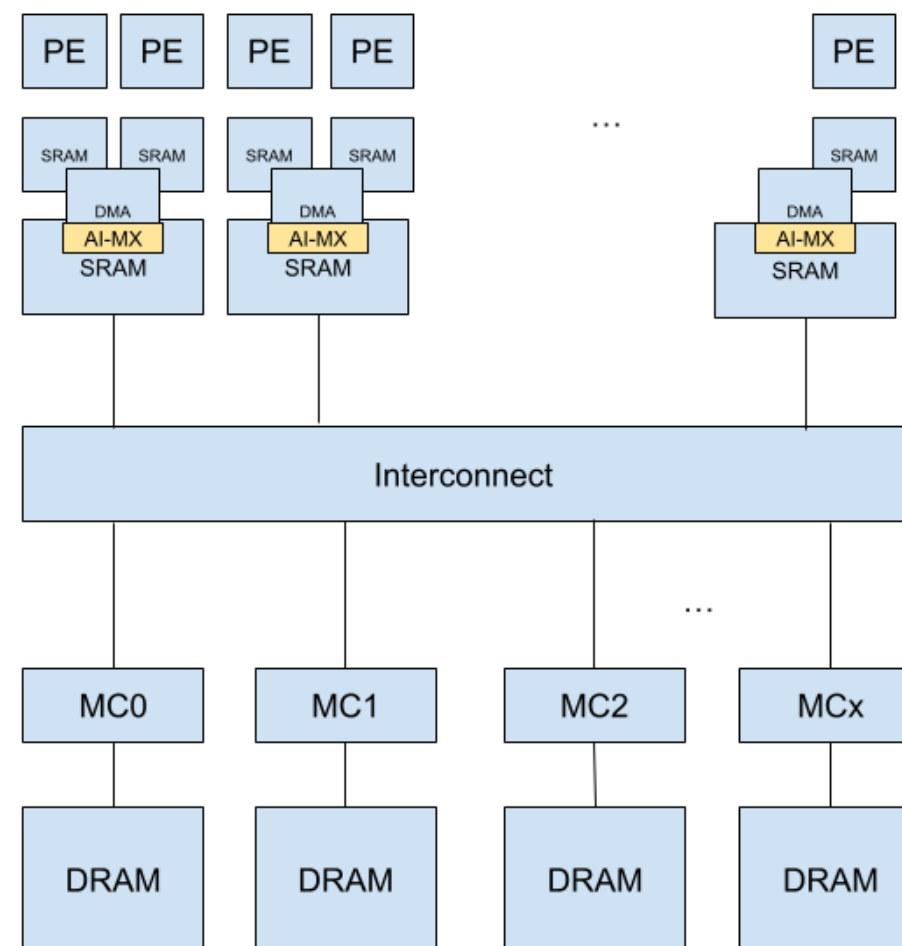 PE PE PE PE PE
...
SRAM SRAM SRAM SRAM SRAM
DMA DMA DMA
AI-MX AI-MX AI-MX
SRAM SRAM SRAM
Interconnect
...
MC0 MC1 MC2 MCx
DRAM DRAM DRAM DRAM